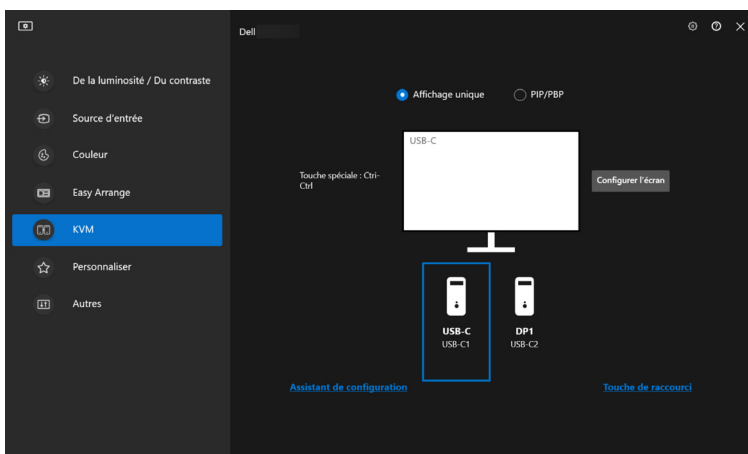 Dell
De la luminosité / Du contraste
Source d'entrée
Couleur
Easy Arrange
KVM
Personnaliser
Autres
Affichage unique
PIP/PBP
USB-C
Touche spéciale : Ctrl-
Ctrl
Configurer l'écran
USB-C
USB-C1
DP1
USB-C2
Assistant de configuration
Touche de raccourci